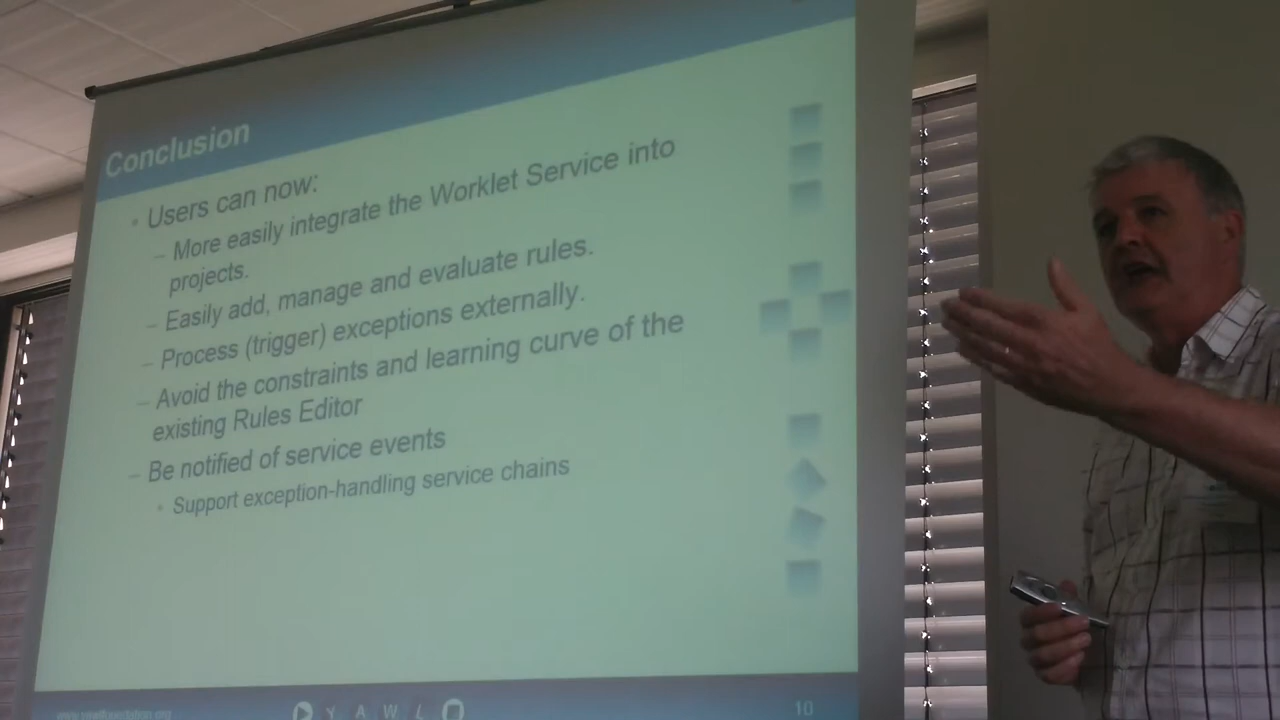 Conclusion
• Users can now:
– More easily integrate the Worklet Service into
projects.
– Easily add, manage and evaluate rules.
– Process (trigger) exceptions externally.
– Avoid the constraints and learning curve of the
existing Rules Editor
– Be notified of service events
• Support exception-handling service chains
Y A W L
10